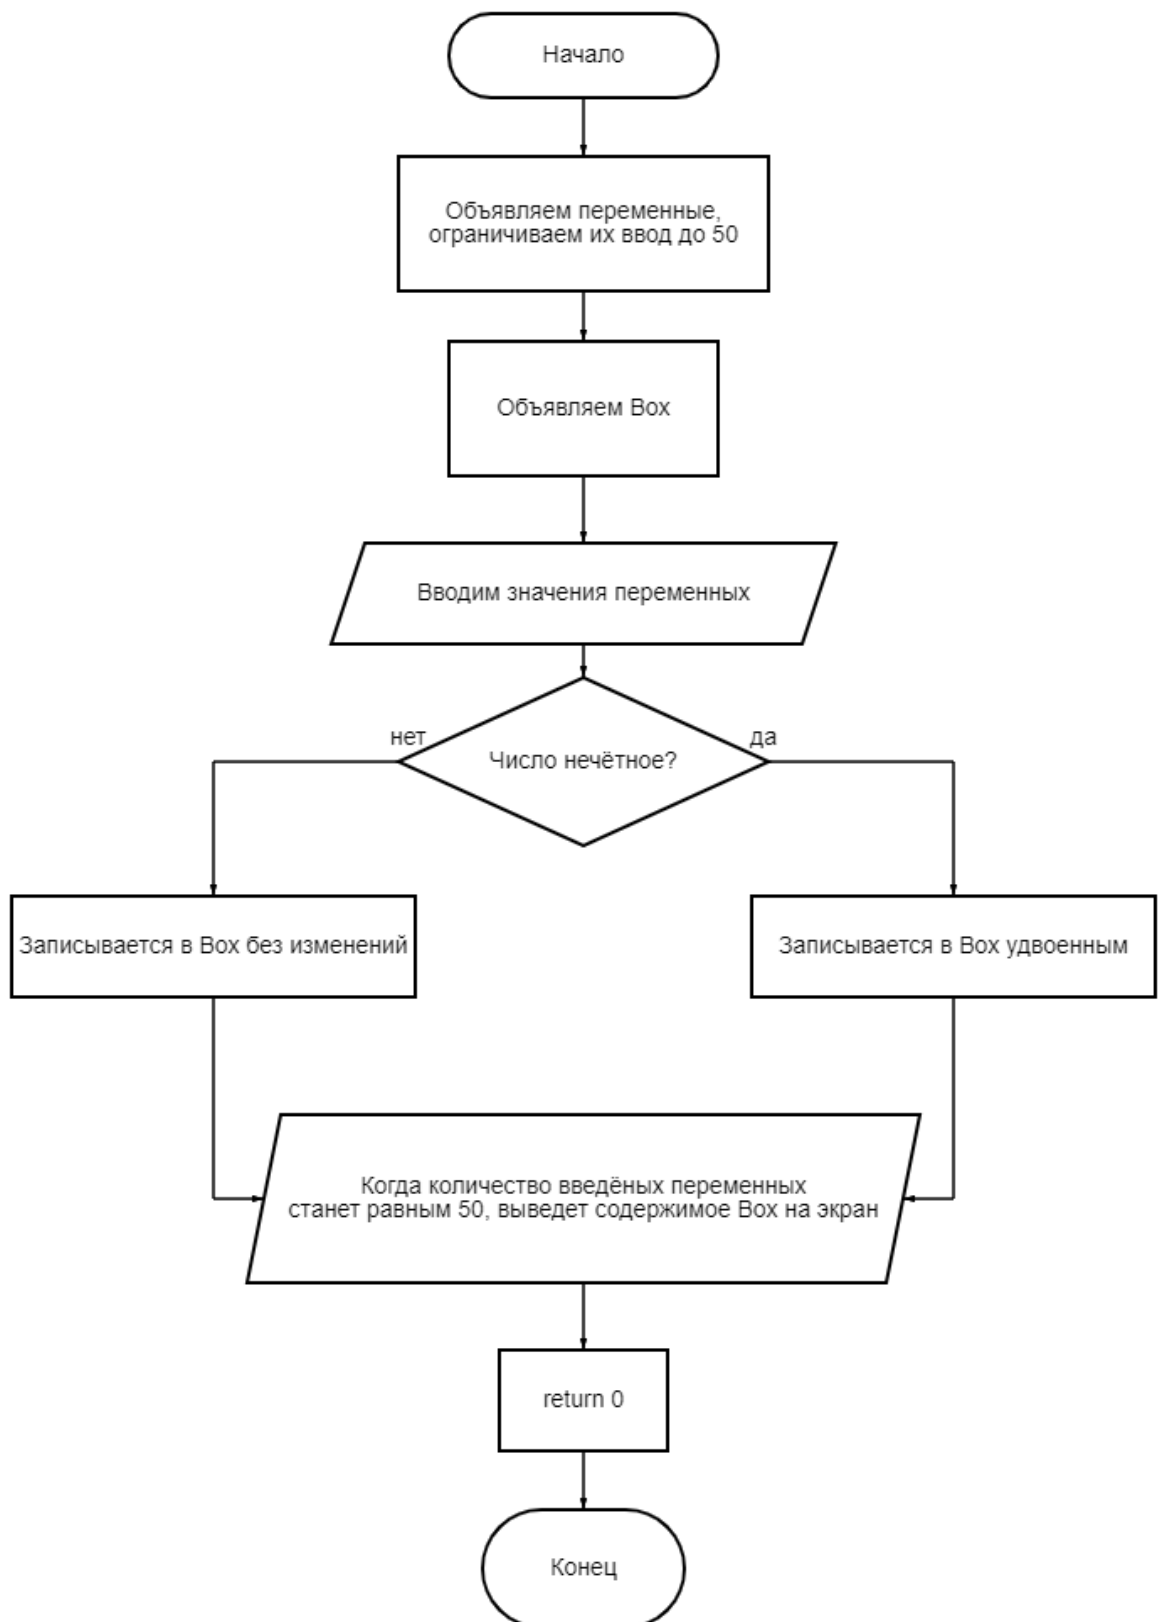 Начало
Объявляем переменные,
ограничиваем их ввод до 50
Объявляем Box
Вводим значения переменных
нет
Число нечётное?
да
Записывается в Box без изменений
Записывается в Box удвоенным
Когда количество введёных переменных
станет равным 50, выведет содержимое Box на экран
return 0
Конец